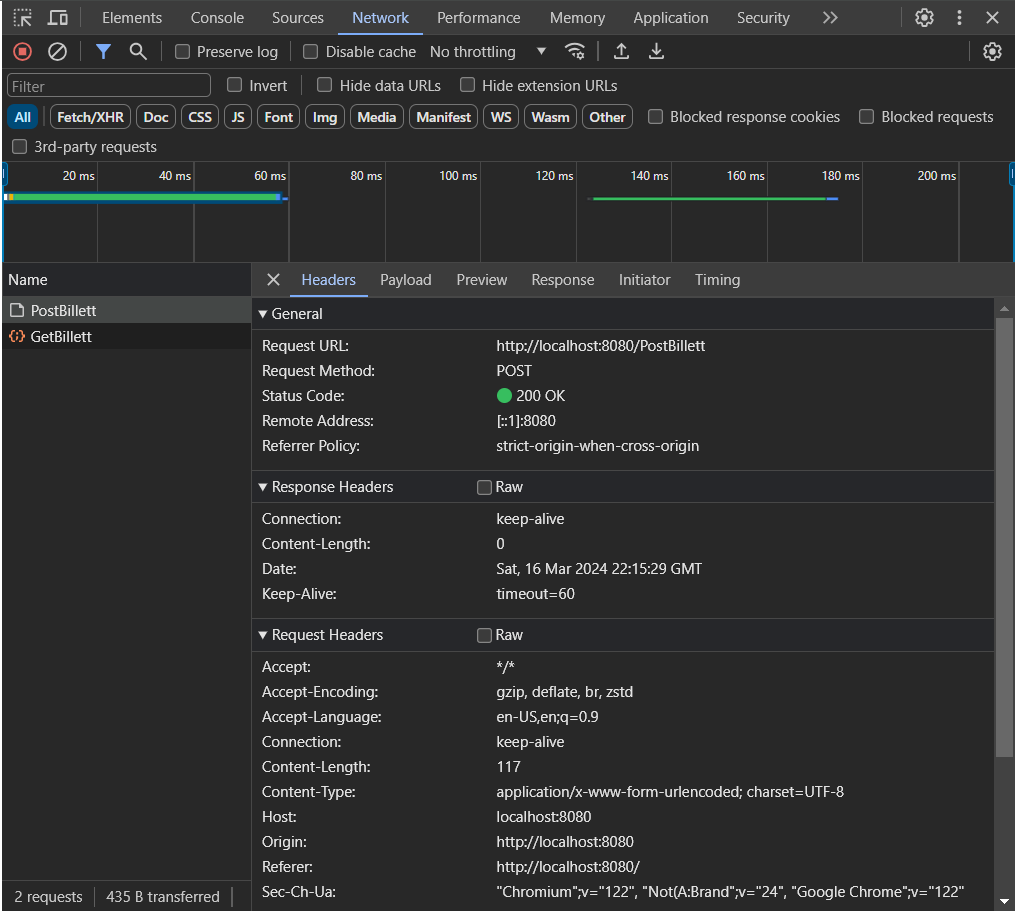 Elements Console Sources Network Performance Memory Application Security
Preserve log Disable cache No throttling
Filter Invert Hide data URLs Hide extension URLs
All Fetch/XHR Doc CSS JS Font Img Media Manifest WS Wasm Other Blocked response cookies Blocked requests
3rd-party requests
20 ms 40 ms 60 ms 80 ms 100 ms 120 ms 140 ms 160 ms 180 ms 200 ms
Name
PostBillett
GetBillett
Headers Payload Preview Response Initiator Timing
General
Request URL: http://localhost:8080/PostBillett
Request Method: POST
Status Code: 200 OK
Remote Address: [::1]:8080
Referrer Policy: strict-origin-when-cross-origin
Response Headers Raw
Connection: keep-alive
Content-Length: 0
Date: Sat, 16 Mar 2024 22:15:29 GMT
Keep-Alive: timeout=60
Request Headers Raw
Accept: */*
Accept-Encoding: gzip, deflate, br, zstd
Accept-Language: en-US,en;q=0.9
Connection: keep-alive
Content-Length: 117
Content-Type: application/x-www-form-urlencoded; charset=UTF-8
Host: localhost:8080
Origin: http://localhost:8080
Referer: http://localhost:8080/
Sec-Ch-Ua: "Chromium";v="122", "Not(A:Brand";v="24", "Google Chrome";v="122"
2 requests 435 B transferred